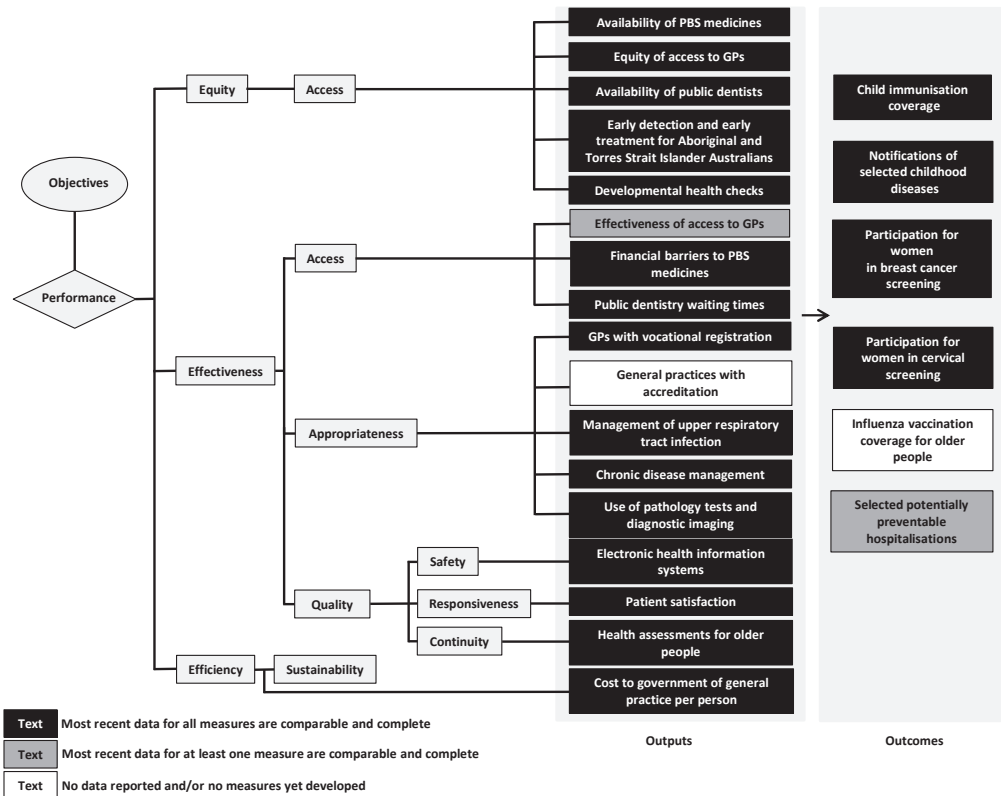 Objectives
Performance
Equity
Access
Availability of PBS medicines
Equity of access to GPs
Availability of public dentists
Early detection and early
treatment for Aboriginal and
Torres Strait Islander Australians
Developmental health checks
Effectiveness
Access
Effectiveness of access to GPs
Financial barriers to PBS
medicines
Public dentistry waiting times
Appropriateness
GPs with vocational registration
General practices with
accreditation
Management of upper respiratory
tract infection
Chronic disease management
Use of pathology tests and
diagnostic imaging
Quality
Safety
Electronic health information
systems
Responsiveness
Patient satisfaction
Continuity
Health assessments for older
people
Efficiency
Sustainability
Cost to government of general
practice per person
Outputs
Child immunisation
coverage
Notifications of
selected childhood
diseases
Participation for
women
in breast cancer
screening
Participation for
women in cervical
screening
Influenza vaccination
coverage for older
people
Selected potentially
preventable
hospitalisations
Outcomes
Text Most recent data for all measures are comparable and complete
Text Most recent data for at least one measure are comparable and complete
Text No data reported and/or no measures yet developed